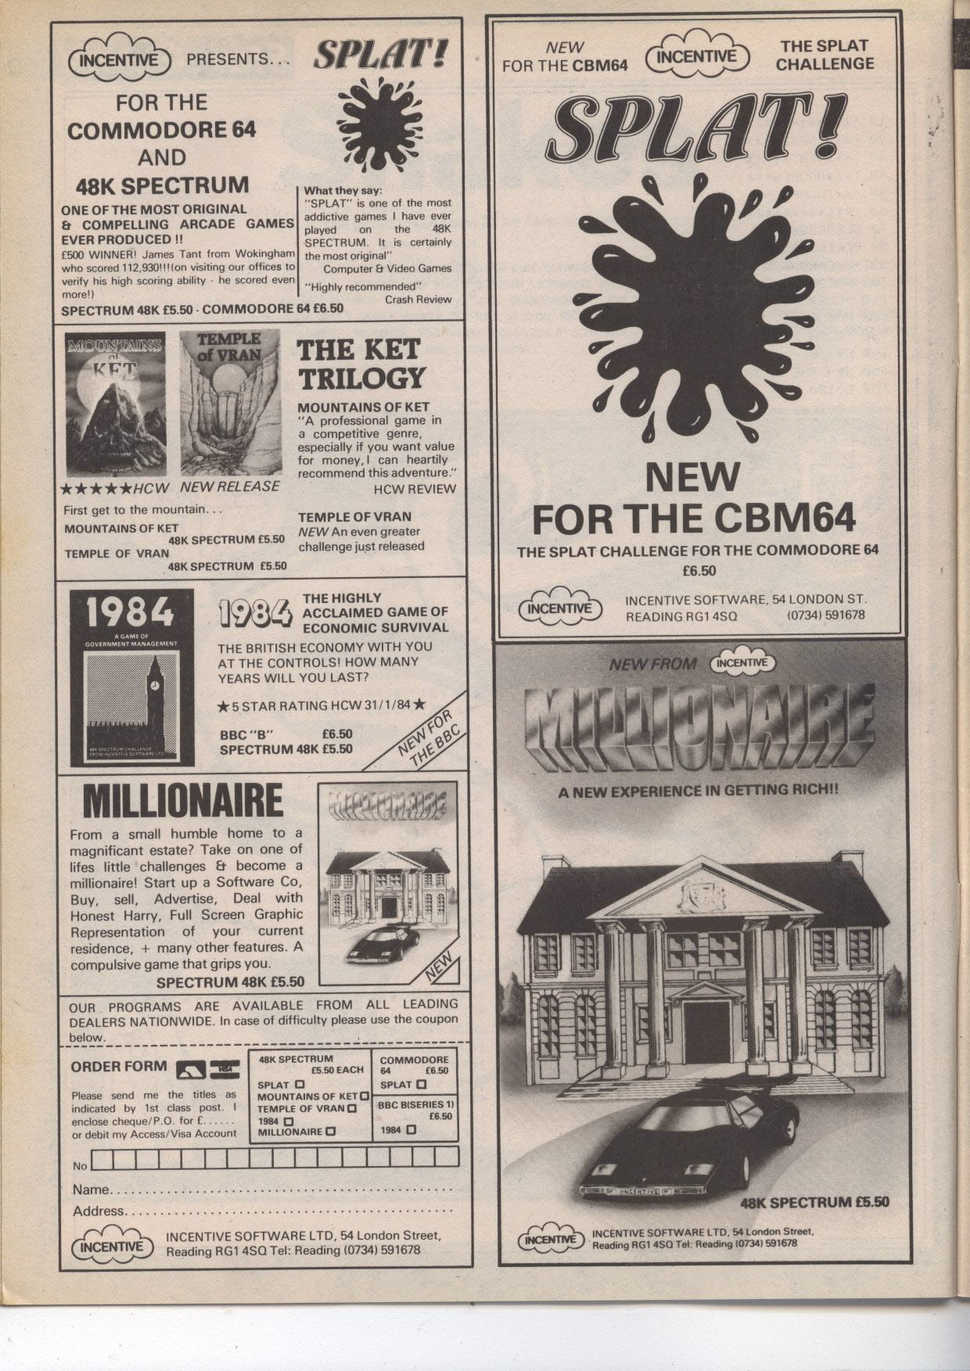 INCENTIVE PRESENTS... SPLAT!
FOR THE
COMMODORE 64
AND
48K SPECTRUM
ONE OF THE MOST ORIGINAL
& COMPELLING ARCADE GAMES
EVER PRODUCED !!
£500 WINNER! James Tant from Wokingham
who scored 112,930!!!(on visiting our offices to
verify his high scoring ability - he scored even
more!)
What they say:
"SPLAT" is one of the most
addictive games I have ever
played on the 48K
SPECTRUM. It is certainly
the most original"
Computer & Video Games
"Highly recommended"
Crash Review
SPECTRUM 48K £5.50 - COMMODORE 64 £6.50
MOUNTAINS
of
KET
TEMPLE
of VRAN
★★★★★HCW NEW RELEASE
First get to the mountain...
MOUNTAINS OF KET
48K SPECTRUM £5.50
TEMPLE OF VRAN
48K SPECTRUM £5.50
THE KET
TRILOGY
MOUNTAINS OF KET
"A professional game in
a competitive genre,
especially if you want value
for money, I can heartily
recommend this adventure."
HCW REVIEW
TEMPLE OF VRAN
NEW An even greater
challenge just released
1984
A GAME OF
GOVERNMENT MANAGEMENT
1984 THE HIGHLY
ACCLAIMED GAME OF
ECONOMIC SURVIVAL
THE BRITISH ECONOMY WITH YOU
AT THE CONTROLS! HOW MANY
YEARS WILL YOU LAST?
★5 STAR RATING HCW 31/1/84★
BBC "B" £6.50
SPECTRUM 48K £5.50
NEW FOR
THE BBC
MILLIONAIRE
From a small humble home to a
magnificent estate? Take on one of
lifes little challenges & become a
millionaire! Start up a Software Co,
Buy, sell, Advertise, Deal with
Honest Harry, Full Screen Graphic
Representation of your current
residence, + many other features. A
compulsive game that grips you.
SPECTRUM 48K £5.50
MILLIONAIRE
NEW
OUR PROGRAMS ARE AVAILABLE FROM ALL LEADING
DEALERS NATIONWIDE. In case of difficulty please use the coupon
below.
ORDER FORM VISA
Please send me the titles as
indicated by 1st class post. I
enclose cheque/P.O. for £......
or debit my Access/Visa Account
48K SPECTRUM
£5.50 EACH
SPLAT
MOUNTAINS OF KET
TEMPLE OF VRAN
1984
MILLIONAIRE
COMMODORE
64 £6.50
SPLAT
BBC B(SERIES 1)
£6.50
1984
No
Name
Address
INCENTIVE
INCENTIVE SOFTWARE LTD, 54 London Street,
Reading RG1 4SQ Tel: Reading (0734) 591678
NEW
FOR THE CBM64
INCENTIVE
THE SPLAT
CHALLENGE
SPLAT!
NEW
FOR THE CBM64
THE SPLAT CHALLENGE FOR THE COMMODORE 64
£6.50
INCENTIVE
INCENTIVE SOFTWARE, 54 LONDON ST.
READING RG1 4SQ (0734) 591678
NEW FROM INCENTIVE
MILLIONAIRE
A NEW EXPERIENCE IN GETTING RICH!!
INCENTIVE
48K SPECTRUM £5.50
INCENTIVE
INCENTIVE SOFTWARE LTD, 54 London Street,
Reading RG1 4SQ Tel: Reading (0734) 591678